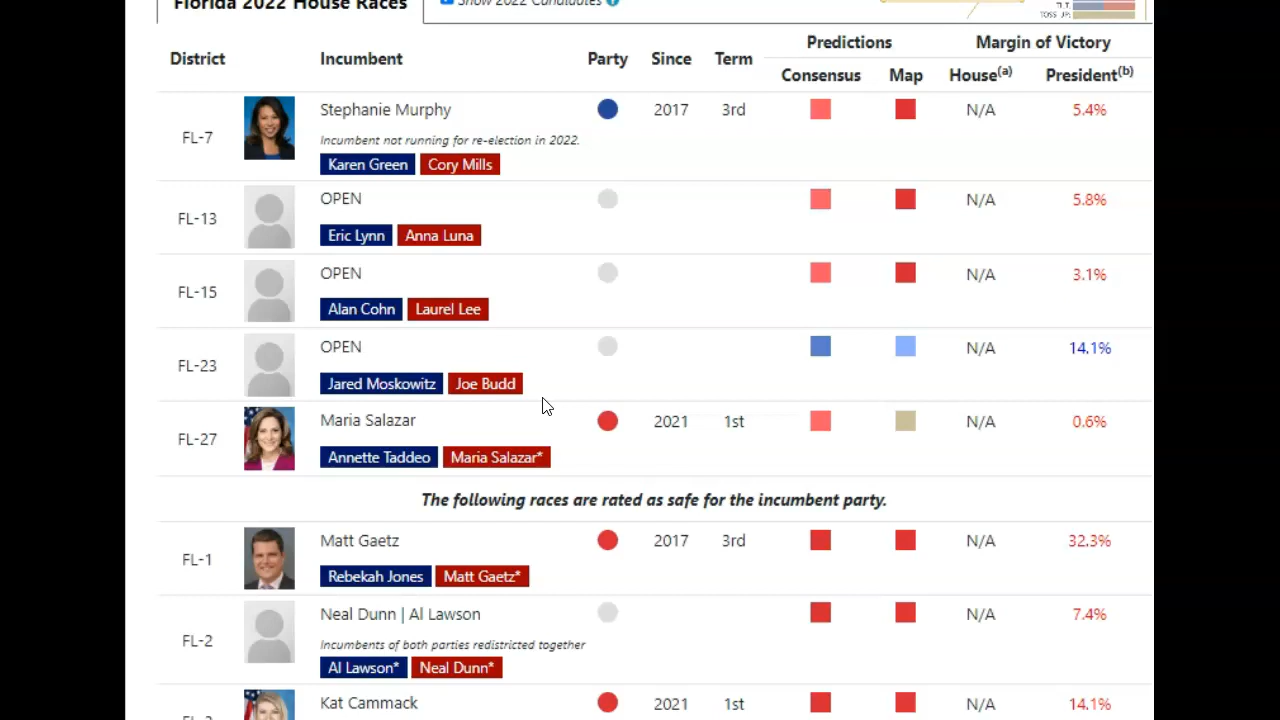 Florida 2022 House Races
Show 2022 Candidates
TOSS UPS
Predictions Margin of Victory
District Incumbent Party Since Term
Consensus Map House(a) President(b)
FL-7 Stephanie Murphy 2017 3rd N/A 5.4%
Incumbent not running for re-election in 2022.
Karen Green Cory Mills
FL-13 OPEN N/A 5.8%
Eric Lynn Anna Luna
FL-15 OPEN N/A 3.1%
Alan Cohn Laurel Lee
FL-23 OPEN N/A 14.1%
Jared Moskowitz Joe Budd
FL-27 Maria Salazar 2021 1st N/A 0.6%
Annette Taddeo Maria Salazar*
The following races are rated as safe for the incumbent party.
FL-1 Matt Gaetz 2017 3rd N/A 32.3%
Rebekah Jones Matt Gaetz*
FL-2 Neal Dunn | Al Lawson N/A 7.4%
Incumbents of both parties redistricted together
Al Lawson* Neal Dunn*
Kat Cammack 2021 1st N/A 14.1%